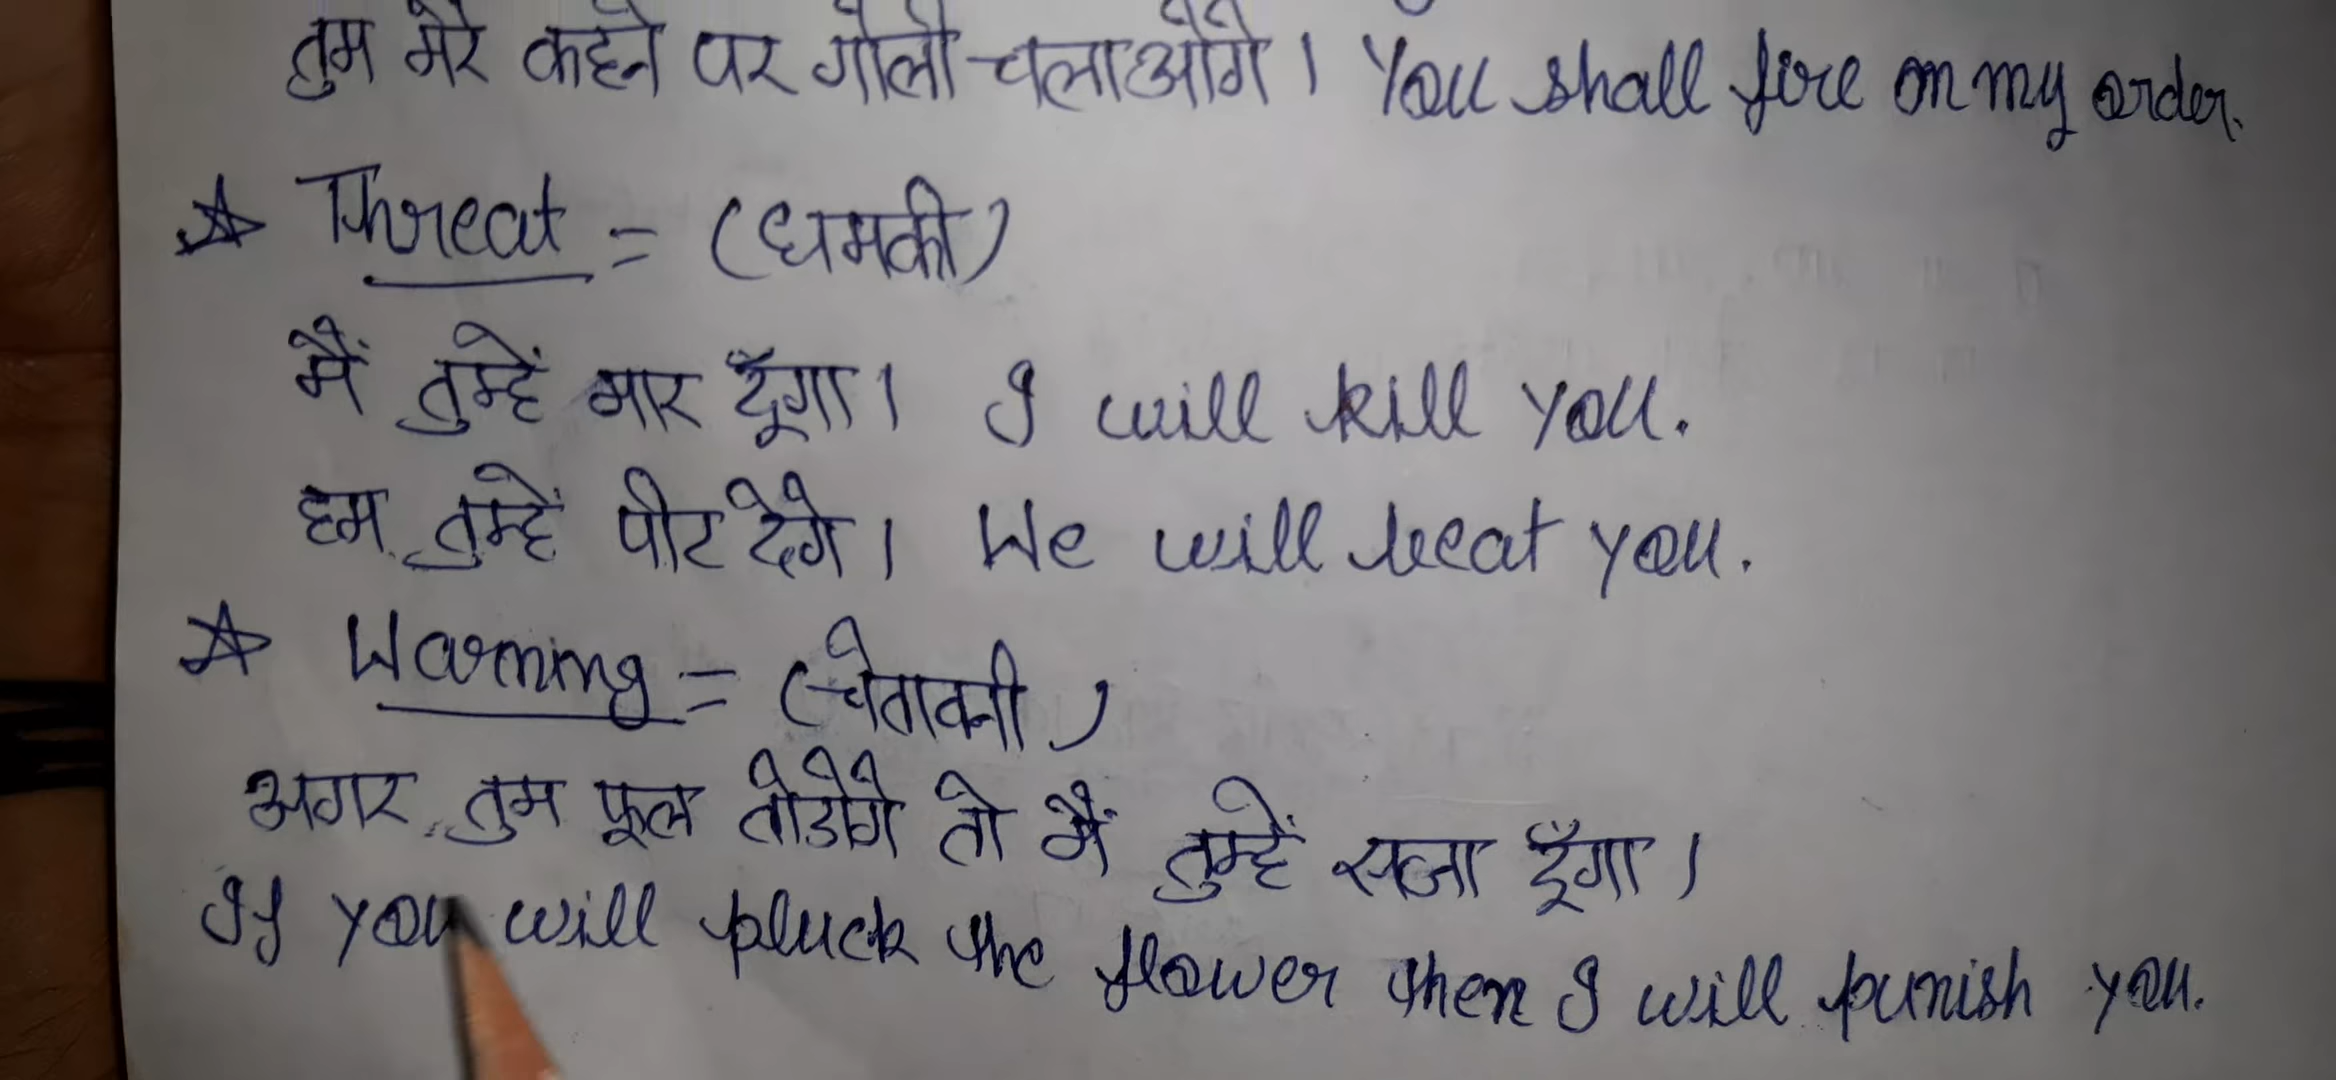 तुम मेरे कहने पर गोली चलाओगे। You shall fire on my order.
☆ Threat = (धमकी)
मैं तुम्हें मार दूँगा। I will kill you.
हम तुम्हें पीट देंगे। We will beat you.
☆ Warning = (चेतावनी)
अगर तुम फूल तोडोगे तो मैं तुम्हें सजा दूँगा।
If you will pluck the flower then I will punish you.